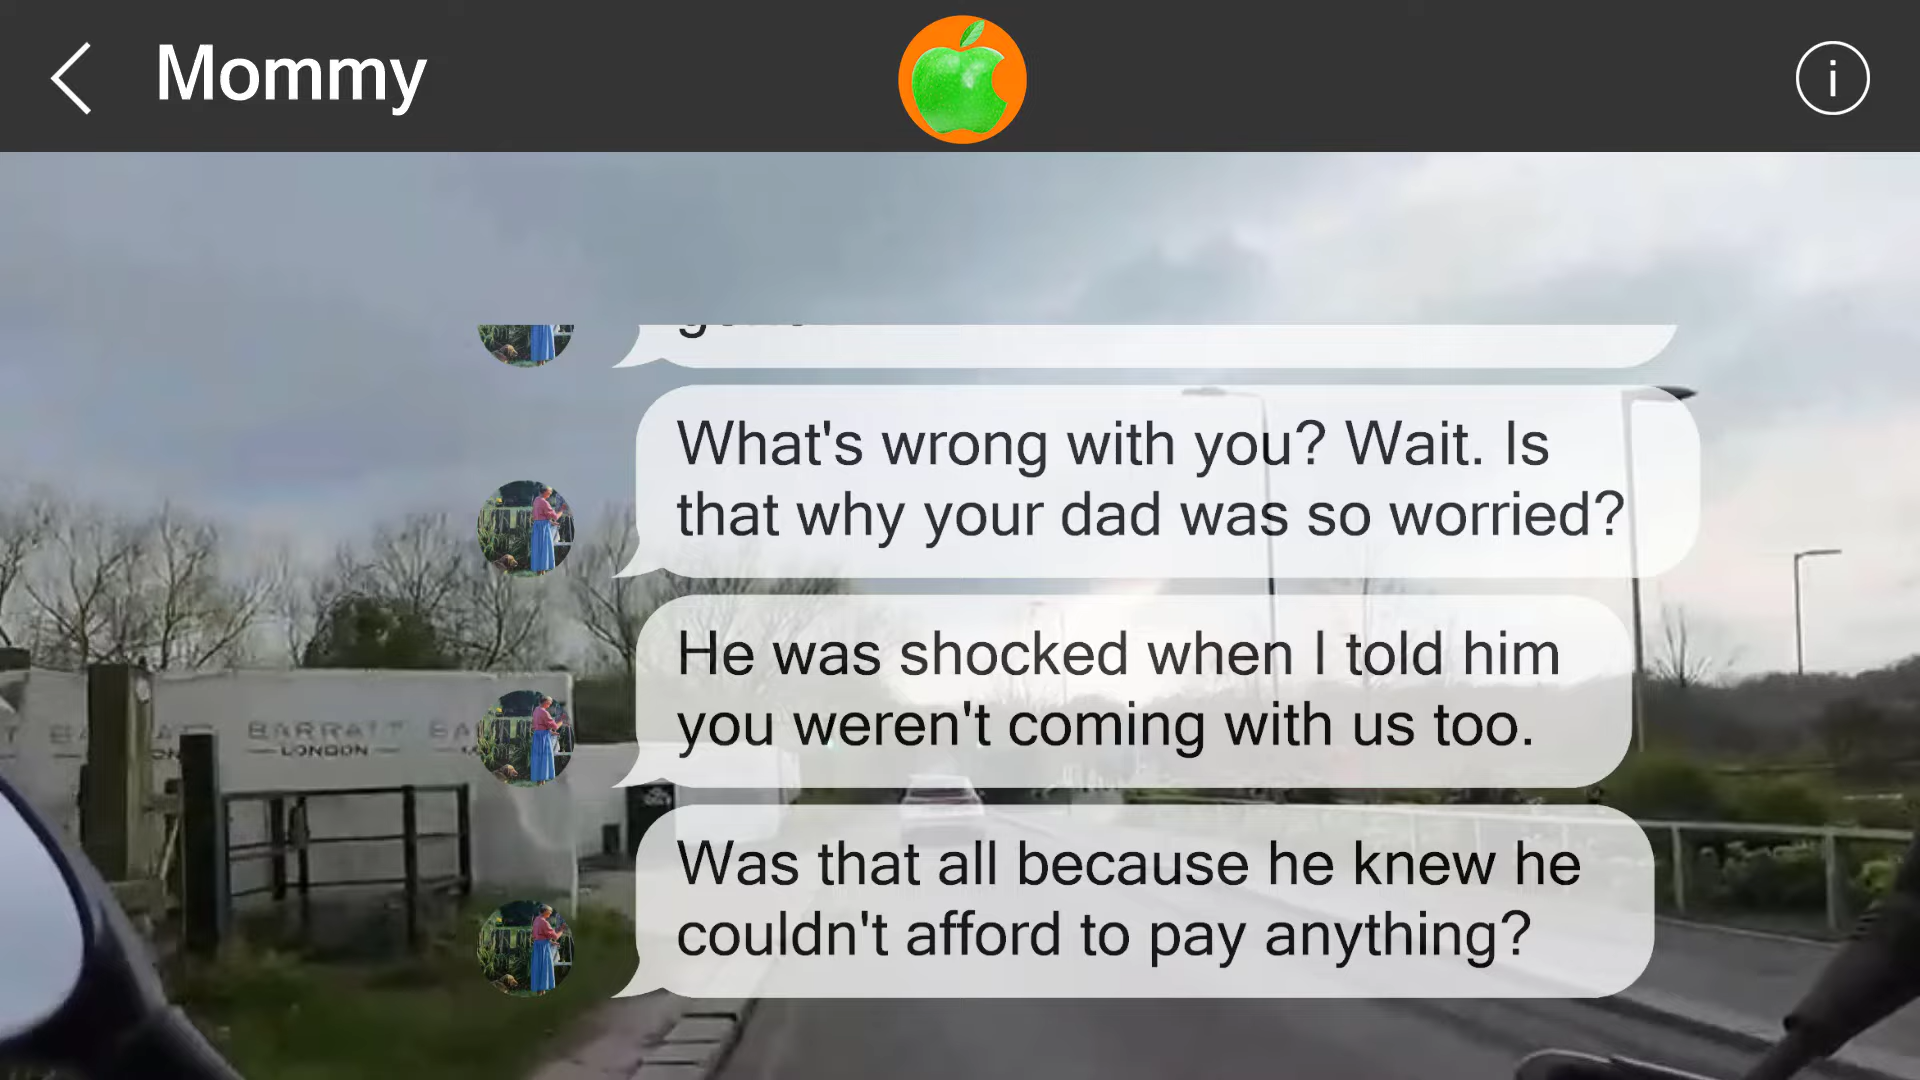 Mommy
What's wrong with you? Wait. Is
that why your dad was so worried?
He was shocked when I told him
you weren't coming with us too.
Was that all because he knew he
couldn't afford to pay anything?
BARRATT
LONDON